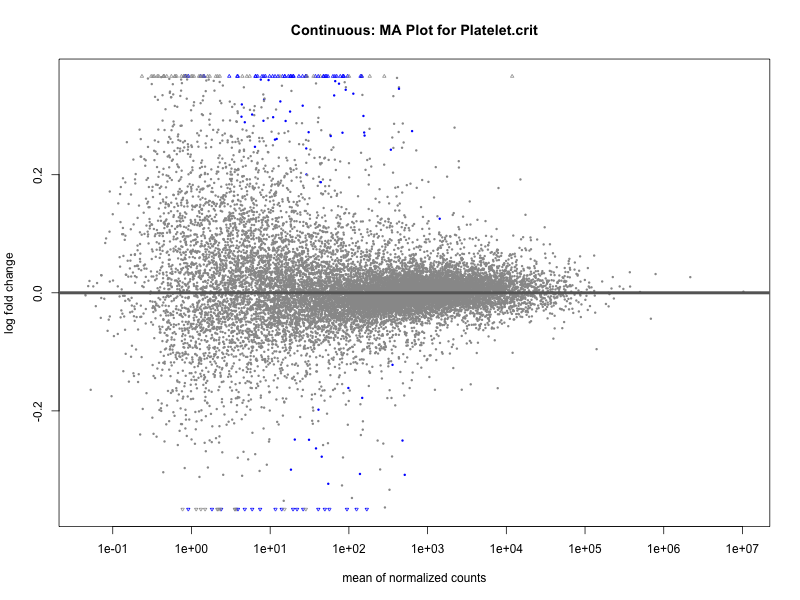 Continuous: MA Plot for Platelet.crit
log fold change
0.2
0.0
-0.2
1e-01 1e+00 1e+01 1e+02 1e+03 1e+04 1e+05 1e+06 1e+07
mean of normalized counts